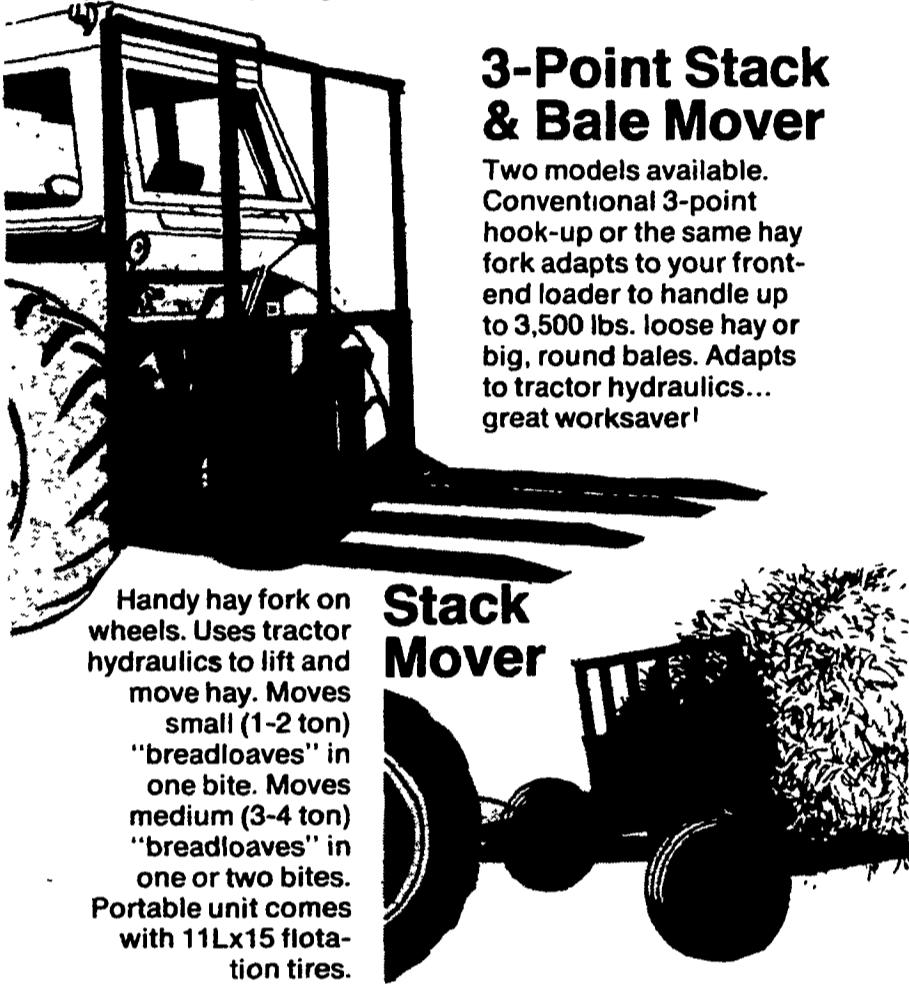 3-Point Stack
& Bale Mover
Two models available.
Conventional 3-point
hook-up or the same hay
fork adapts to your front-
end loader to handle up
to 3,500 lbs. loose hay or
big, round bales. Adapts
to tractor hydraulics...
great worksaver!
Stack
Mover
Handy hay fork on
wheels. Uses tractor
hydraulics to lift and
move hay. Moves
small (1-2 ton)
"breadloaves" in
one bite. Moves
medium (3-4 ton)
"breadloaves" in
one or two bites.
Portable unit comes
with 11Lx15 flota-
tion tires.